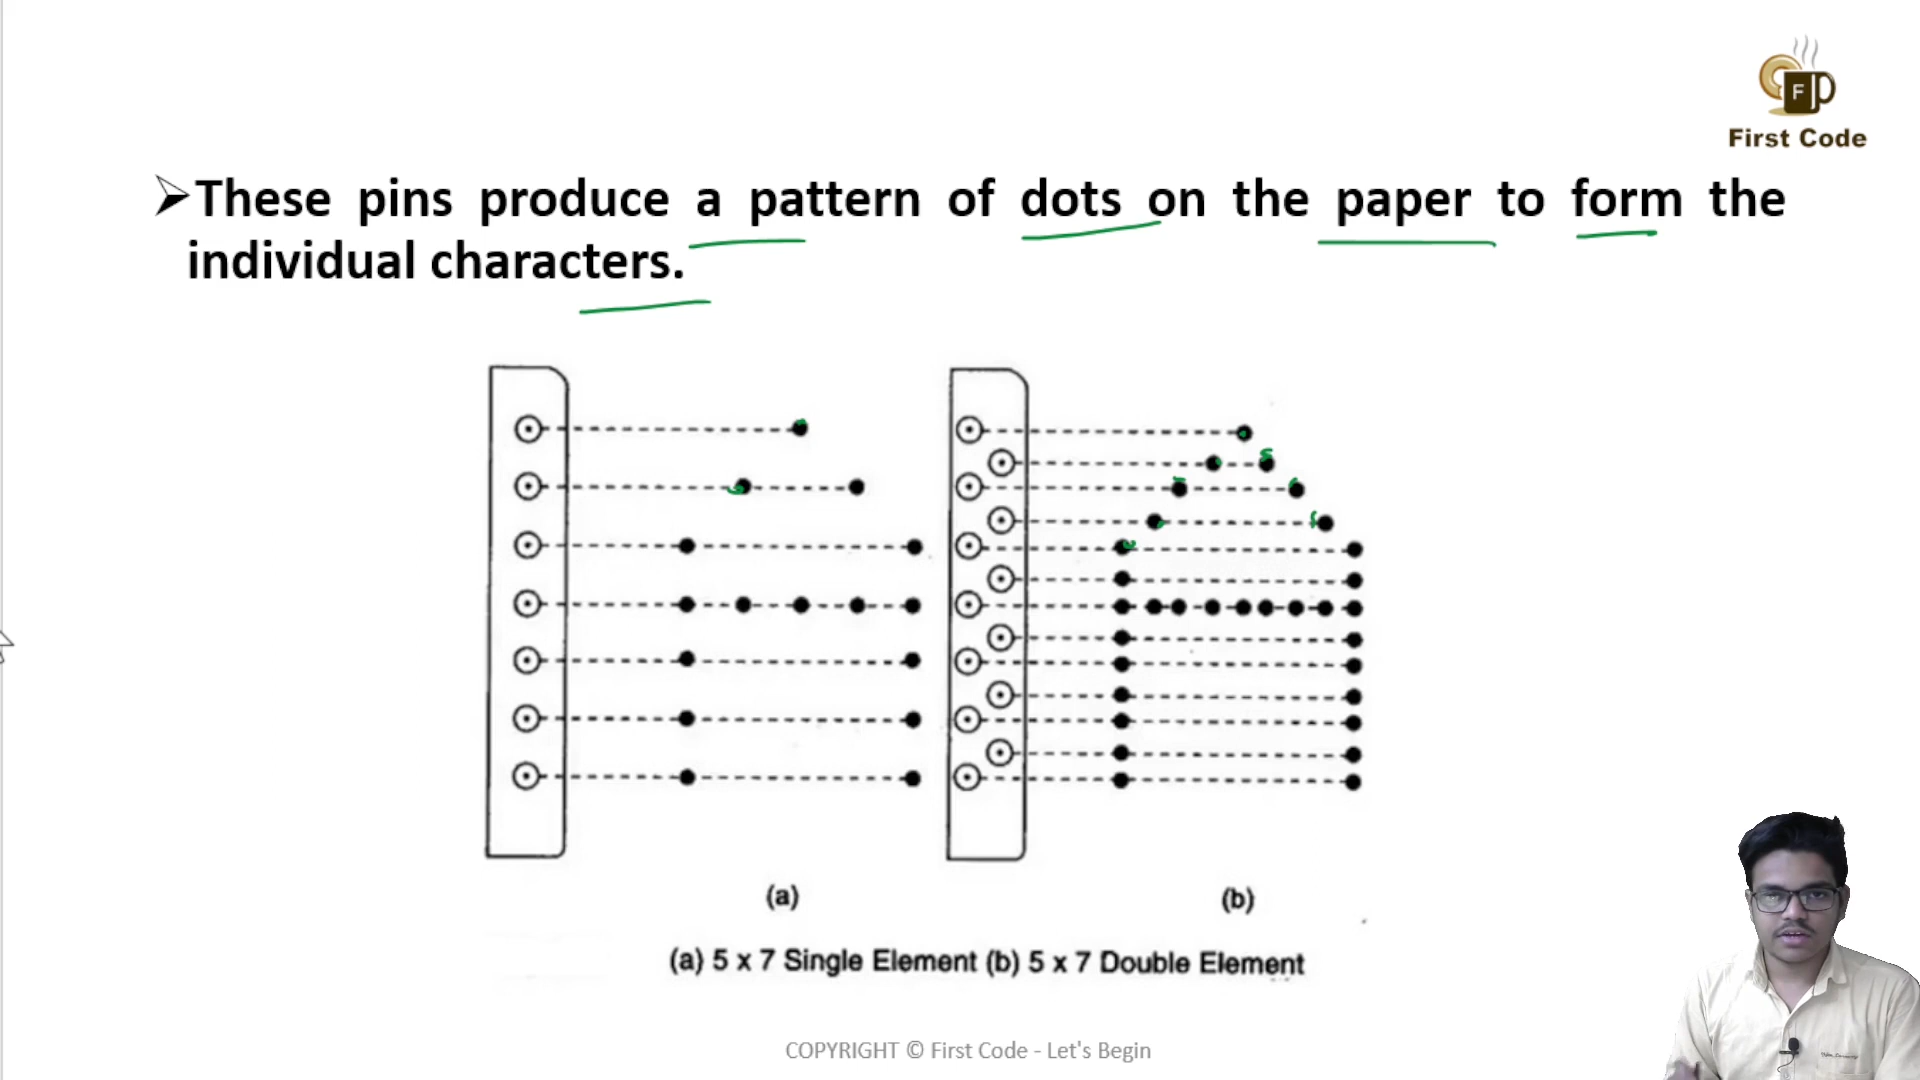 F
First Code
➢These pins produce a pattern of dots on the paper to form the
individual characters.
(a)
(b)
(a) 5 x 7 Single Element (b) 5 x 7 Double Element
COPYRIGHT © First Code - Let's Begin